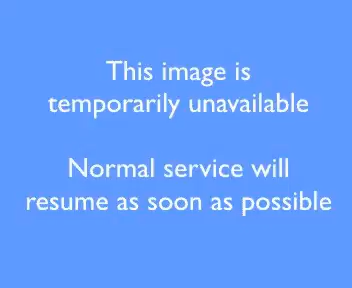 This image is
temporarily unavailable
Normal service will
resume as soon as possible